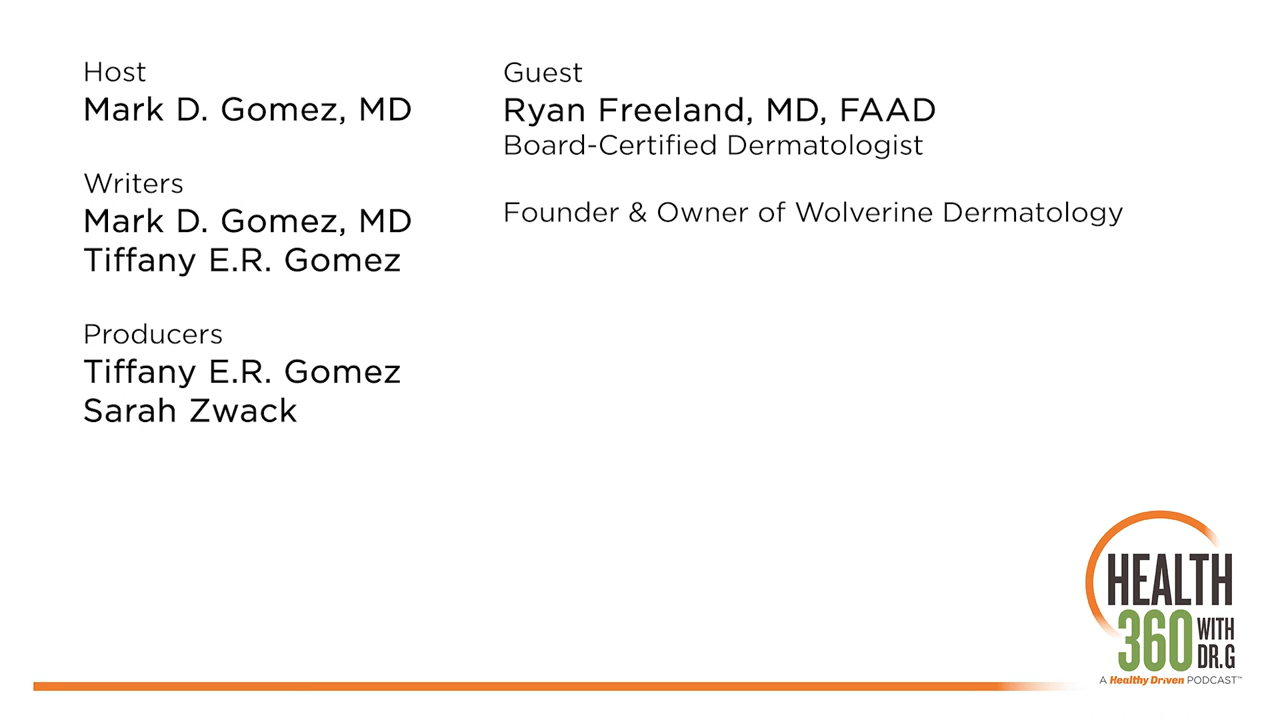 Host
Mark D. Gomez, MD
Writers
Mark D. Gomez, MD
Tiffany E.R. Gomez
Producers
Tiffany E.R. Gomez
Sarah Zwack
Guest
Ryan Freeland, MD, FAAD
Board-Certified Dermatologist
Founder & Owner of Wolverine Dermatology
HEALTH
360 WITH DR.G
A Healthy Driven PODCAST™